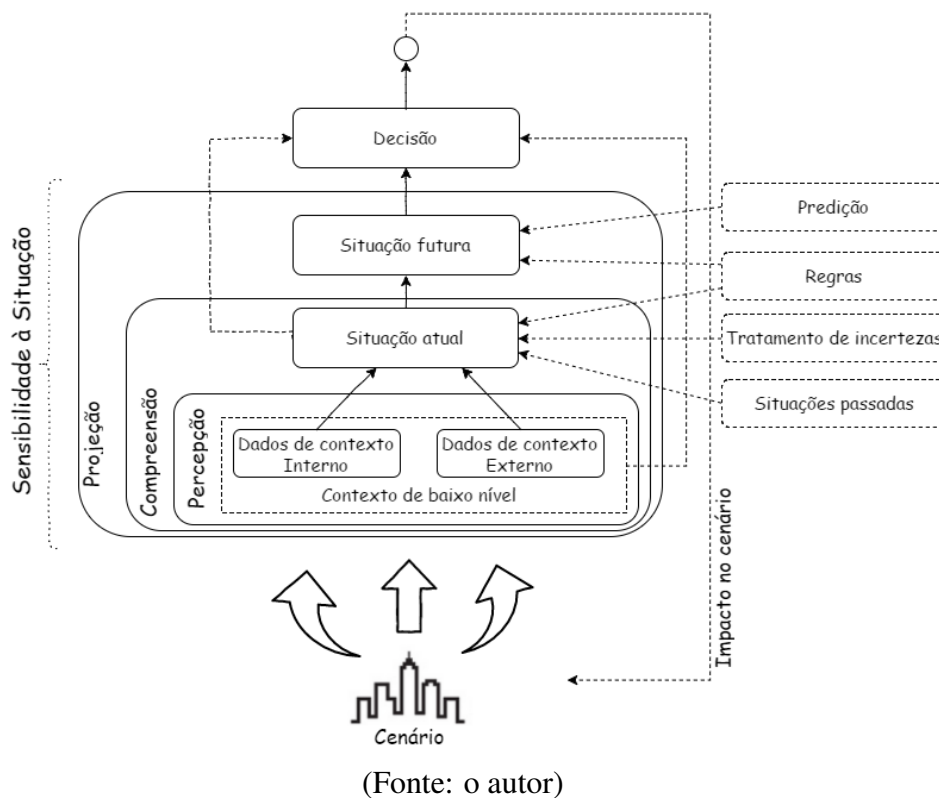 Decisão
Situação futura
Situação atual
Dados de contexto
Interno
Dados de contexto
Externo
Contexto de baixo nível
Percepção
Compreensão
Projeção
Sensibilidade à Situação
Predição
Regras
Tratamento de incertezas
Situações passadas
Impacto no cenário
Cenário
(Fonte: o autor)